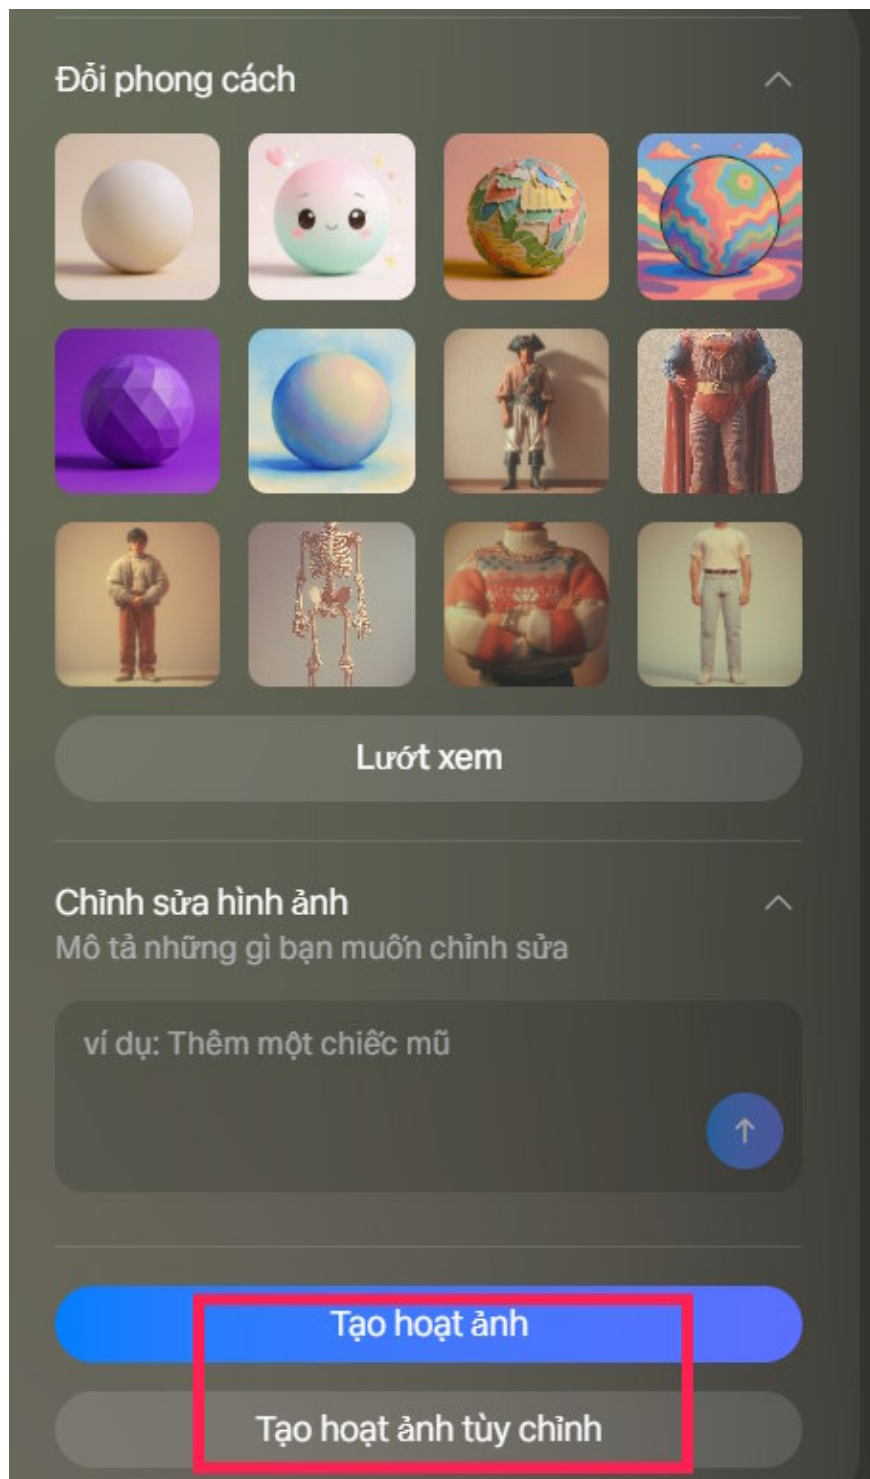 Đổi phong cách
Lướt xem
Chỉnh sửa hình ảnh
Mô tả những gì bạn muốn chỉnh sửa
ví dụ: Thêm một chiếc mũ
Tạo hoạt ảnh
Tạo hoạt ảnh tùy chỉnh